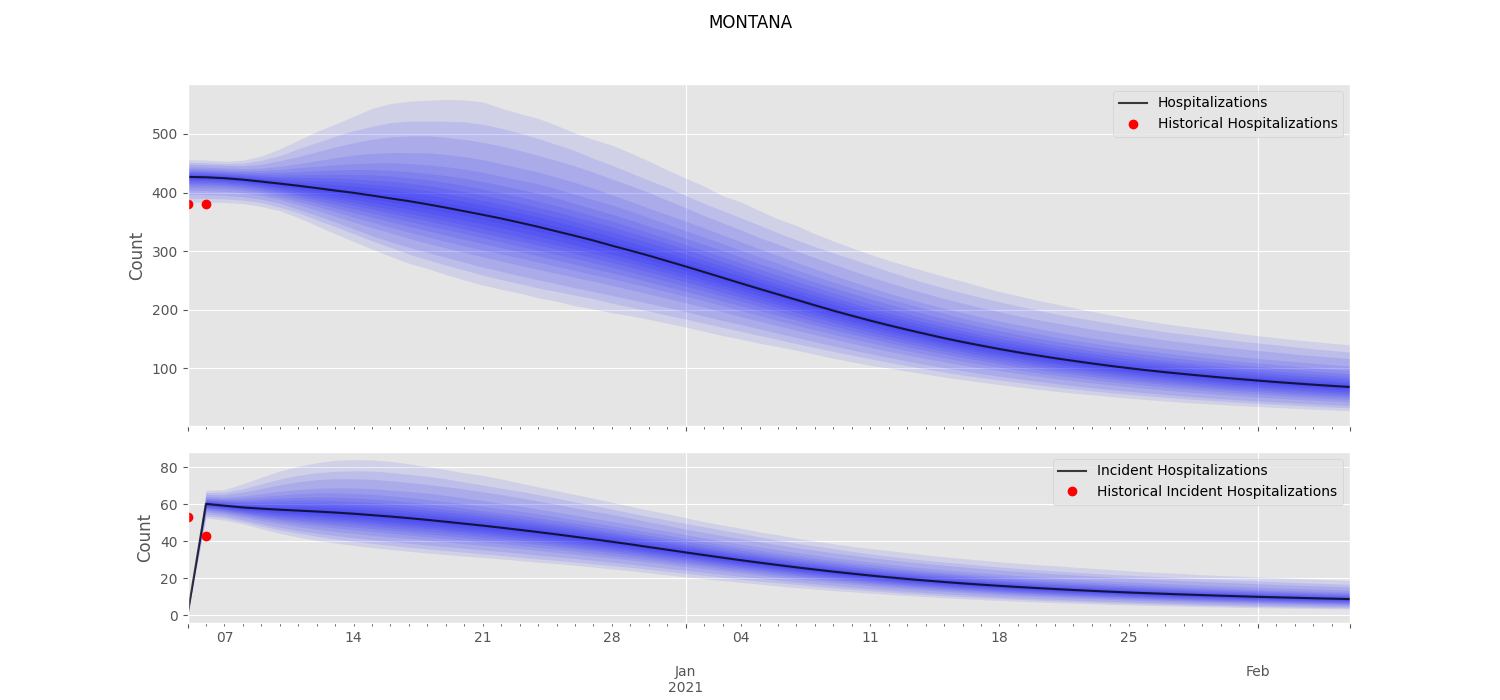 MONTANA
Hospitalizations
Historical Hospitalizations
Count
500
400
300
200
100
Incident Hospitalizations
Historical Incident Hospitalizations
Count
80
60
40
20
0
07 14 21 28 04 11 18 25
Jan Feb
2021